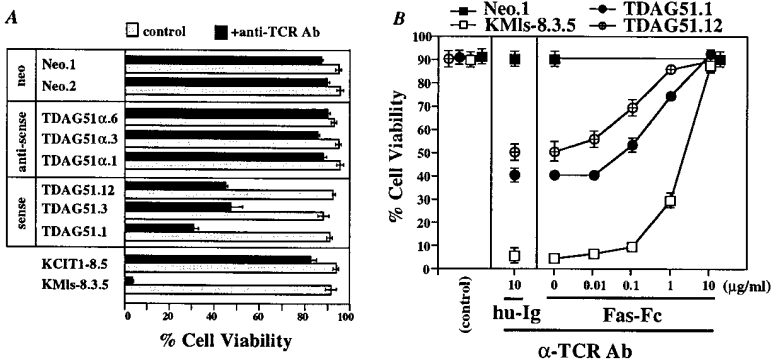 A
control +anti-TCR Ab
neo
Neo.1
Neo.2
anti-sense
TDAG51α.6
TDAG51α.3
TDAG51α.1
sense
TDAG51.12
TDAG51.3
TDAG51.1
KCIT1-8.5
KMls-8.3.5
0 20 40 60 80 100
% Cell Viability
B
Neo.1 TDAG51.1
KMls-8.3.5 TDAG51.12
% Cell Viability
100
90
80
70
60
50
40
30
20
10
0
(control)
10 0 0.01 0.1 1 10 (μg/ml)
hu-Ig Fas-Fc
α-TCR Ab